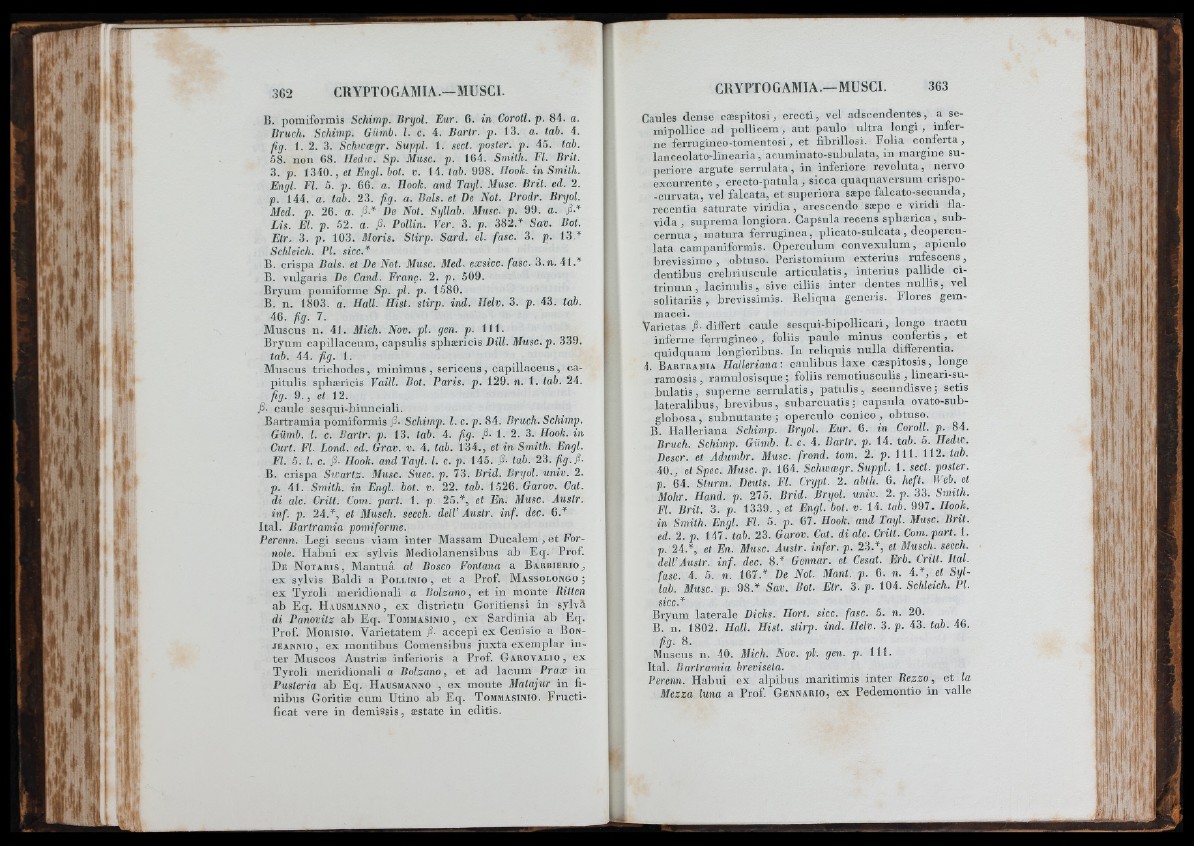 362 CRYPTOGAMIA.—MUSCI.
B. pomiformis Schimp. Bryol. Eur. 6. in Coroll. p. 84. a.
Bruch. Schimp. Gümb. l. c. 4. Bartr. p. 13. a. tab. 4.
fig. 1. 2. 3. Schwægr. Suppl. 1. sect. poster. p. 45. tab.
58. non 68. Hedw. Sp. Musc. p. 164. Smith. Fl. Brit.
3. p. 1340., et Engl. bot. v. 14. tab. 998. Hook. in Smith.
Engl. Fl. 5. p. 66. a. Hook. and Tayl. Musc. Brit. ed. 2.
p. 144. a. tab. 23. fig. a. Bals. et De Not. Prodr. Bryol.
Med. p. 26. a. β.* De Not. Syllab. Musc. p. 99. a. β.*
Lis. El. p. 52. a. β. Pollin. Ver. 3. p. 382.* Sav. Bot.
Etr. 3. p. 103. Moris. Stirp. Sard. el. fasc. 3. p. 13.*
Schleich. Pl. sicc.*
B. crispa Bals. et De Not. Musc. Med. exsicc. fasc. 3. n. 41.*
B. vulgaris De Cand. Franç. 2. p. 509.
Bryum pomiforme Sp. pl. p. 1580.
B. n. 1803. a. Hall. Hist. stirp. ind. Helv. 3. p. 43. tab.
46. fig. 7.
Muscus n. 41. Mich. Nov. pl. gen. p. 111.
Bryum capillaceum, capsulis sphæricis Dill. Musc. p. 339.
tab. 44. fig. 1.
Muscus trichodes, minimus, sericeus, capillaceus, ca-
pitulis sphæricis Vaill. Bot. Paris. p. 129. n. 1. tab. 24.
fig. 9., et 12.
β. caule sesqui-biunciali.
Bartramia pomiformis β. Schimp. l. c. p. 84. Bruch. Schimp.
Gümb. l. c. Bartr. p. 13. tab. 4. fig. β. 1. 2. 3. Hook. in
Curt. Fl. Lond. ed. Grav. v. 4. tab. 134., et in Smith. Engl.
Fl. 5. l. c. β. Hook. and Tayl. l. c. p. 145. β. tab. 23. fig. β.
B. crispa Swartz. Musc. Suec. p. 73. Brid. Bryol. univ. 2.
p. 41. Smith. in Engl. bot. v. 22. tab. 1526. Garov. Cat.
di alc. Critt. Com. part. 1. p. 25.*, et En. Musc. Austr.
inf. p. 24.*, et Musch. secch. dell' Austr. inf. dec. 6.*
Ital. Bartramia pomiforme.
Perenn. Legi secus viam inter Massam Ducalem, et For-
nole. Habui ex sylvis Mediolanensibus ab Eq. Prof.
De Notaris, Mantuâ al Bosco Fontana a Barbierio,
ex sylvis Baldi a Pollinio, et a Prof. Massolongo;
ex Tyroli meridionali a Bolzano, et in monte Ritten
ab Eq. Hausmanno, ex districtu Goritiensi in sylvâ
di Panovitz ab Eq. Tommasinio, ex Sardinia ab Eq.
Prof. Morisio. Varietatem β. accepi ex Cenisio a Bon-
jeannio, ex montibus Comensibus juxta exemplar in-
ter Muscos Austriæ inferioris a Prof. Garovalio, ex
Tyroli meridionali a Bolzano, et ad lacum Prax in
Pusteria ab Eq. Hausmanno, ex monte Matajur in fi-
nibus Goritiæ cum Utino ab Eq. Tommasinio. Fructi-
ficat vere in demissis, æstate in editis.
CRYPTOGAMIA.—MUSCI. 363
Caules dense cæspitosi, erecti, vel adscendentes, a se-
mipollice ad pollicem, aut paulo ultra longi, infer-
ne ferrugineo-tomentosi, et fibrillosi. Folia conferta,
lanceolato-linearia, acuminato-subulata, in margine su-
periore argute serrulata, in inferiore revoluta, nervo
excurrente, erecto-patula, sicca quaquaversum crispo-
-curvata, vel falcata, et superiora sæpe falcato-secunda,
recentia saturate viridia, arescendo sæpe e viridi fla-
vida, suprema longiora. Capsula recens sphærica, sub-
cernua, matura ferruginea, plicato-sulcata, deopercu-
lata campaniformis. Operculum convexulum, apiculo
brevissimo, obtuso. Peristomium exterius rufescens,
dentibus crebriuscule articulatis, interius pallide ci-
trinum, lacinulis, sive ciliis inter dentes nullis, vel
solitariis, brevissimis. Reliqua generis. Flores gem-
macei.
Varietas β. differt caule sesqui-bipollicari, longo tractu
inferne ferrugineo, foliis paulo minus confertis, et
quidquam longioribus. In reliquis nulla differentia.
4. Bartramia Halleriana: caulibus laxe cæspitosis, longe
ramosis, ramulosisque; foliis remotiusculis, lineari-su-
bulatis, superne serrulatis, patulis, secundisve; setis
lateralibus, brevibus, subarcuatis; capsula ovato-sub-
globosa, subnutante; operculo conico, obtuso.
B. Halleriana Schimp. Bryol. Eur. 6. in Coroll. p. 84.
Bruch. Schimp. Gümb. l. c. 4. Bartr. p. 14. tab. 5. Hedw.
Descr. et Adumbr. Musc. frond. tom. 2. p. 111. 112. tab.
40., et Spec. Musc. p. 164. Schwægr. Suppl. 1. sect. poster.
p. 64. Sturm. Deuts. Fl. Crypt. 2. abth. 6. heft. Web. et
Mohr. Hand. p. 275. Brid. Bryol. univ. 2. p. 33. Smith.
Fl. Brit. 3. p. 1339., et Engl. bot. v. 14. tab. 997. Hook.
in Smith. Engl. Fl. 5. p. 67. Hook. and Tayl. Musc. Brit.
ed. 2. p. 147. tab. 23. Garov. Cat. di alc. Critt. Com. part. 1.
p. 24.*, et En. Musc. Austr. infer. p. 23.*, et Musch. secch.
dell' Austr. inf. dec. 8.* Gennar. et Cesat. Erb. Critt. Ital.
fasc. 4. 5. n. 167.* De Not. Mant. p. 6. n. 4.*, et Syl-
lab. Musc. p. 98.* Sav. Bot. Etr. 3. p. 104. Schleich. Pl.
sicc.*
Bryum laterale Dicks. Hort. sicc. fasc. 5. n. 20.
B. n. 1802. Hall. Hist. stirp. ind. Helv. 3. p. 43. tab. 46.
fig. 8.
Muscus n. 40. Mich. Nov. pl. gen. p. 111.
Ital. Bartramia breviseta.
Perenn. Habui ex alpibus maritimis inter Rezzo, et la
Mezza luna a Prof. Gennario, ex Pedemontio in valle